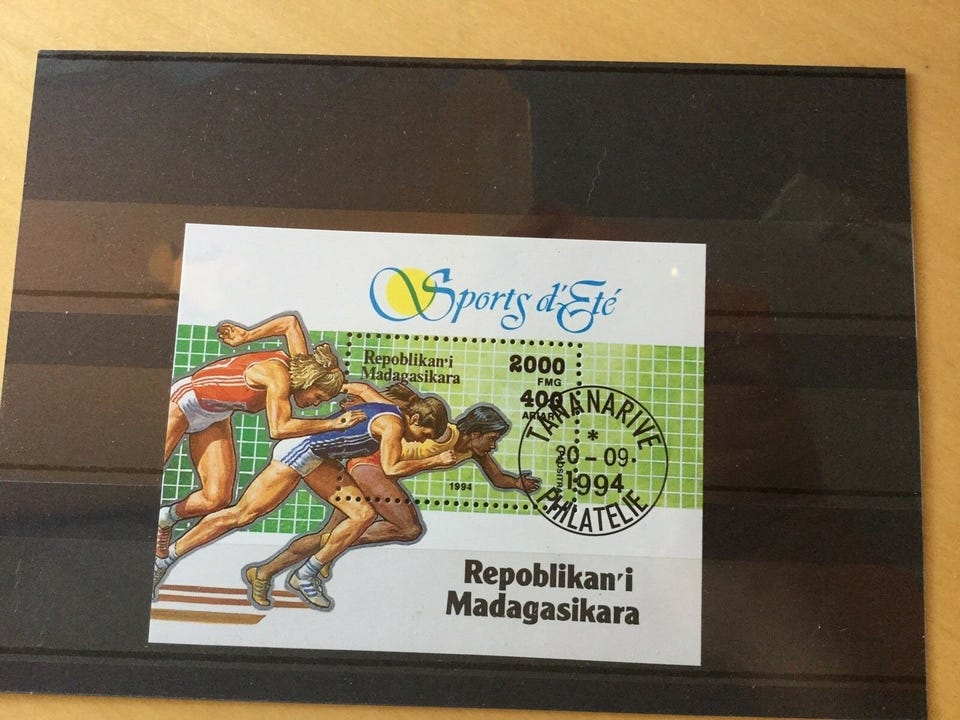 Sports d'Eté
Repoblikan'i
Madagasikara
2000
FMG
400
ARIARY
1994
TANANARIVE
*
20-09.
1994
PHILATELIE
Repoblikan'i
Madagasikara